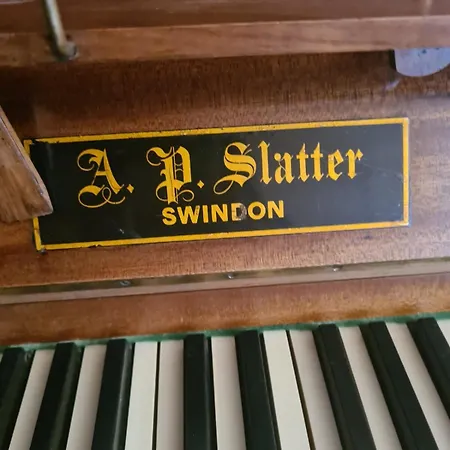 A. P. Slatter
SWINDON